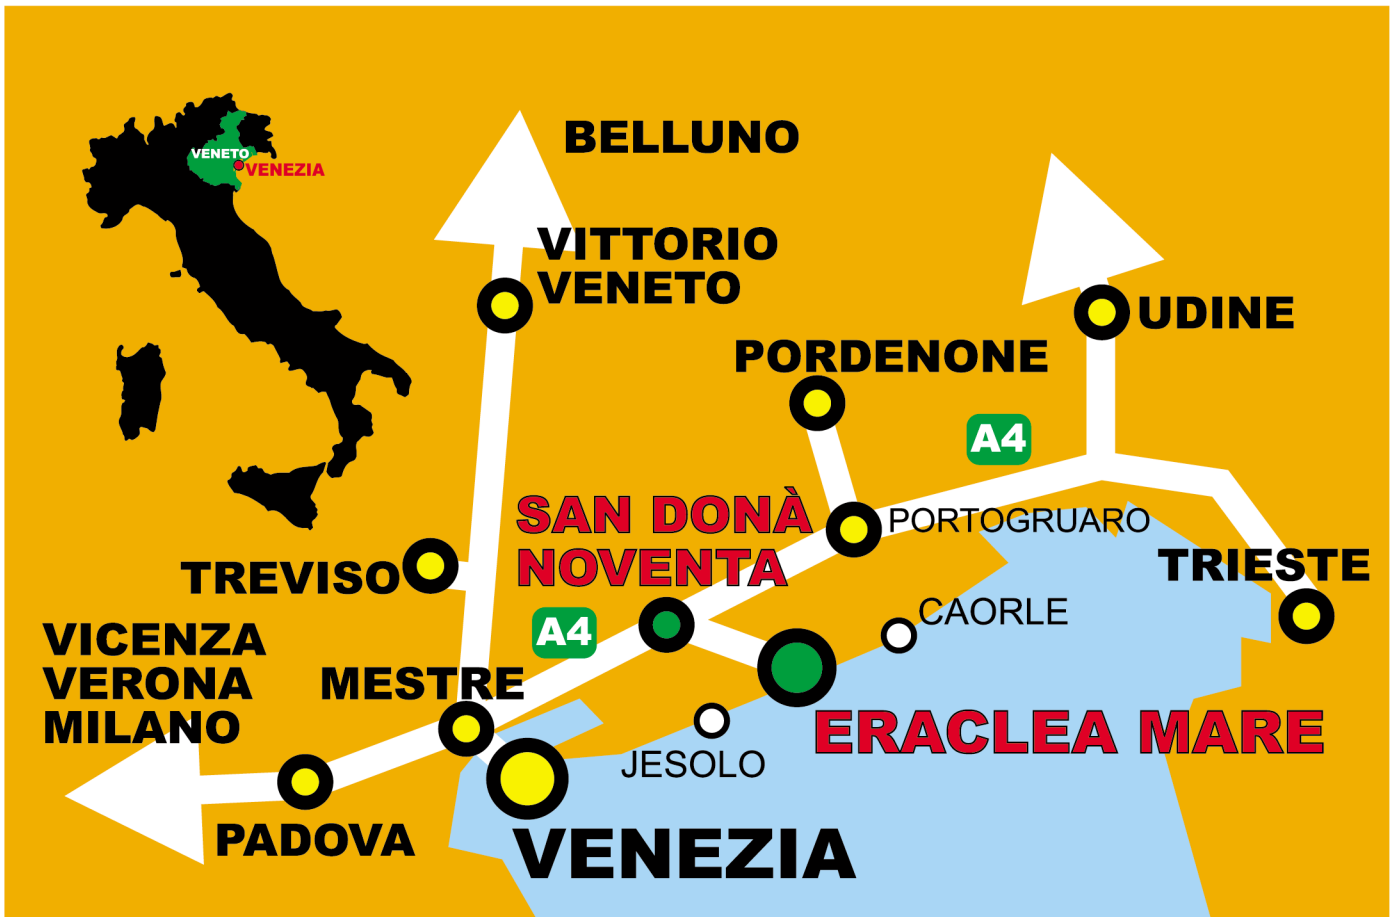 BELLUNO
VENETO
VENEZIA
VITTORIO
VENETO
UDINE
PORDENONE
A4
SAN DONÀ
NOVENTA
PORTOGRUARO
TREVISO
TRIESTE
CAORLE
A4
VICENZA
VERONA
MILANO
MESTRE
ERACLEA MARE
JESOLO
PADOVA
VENEZIA